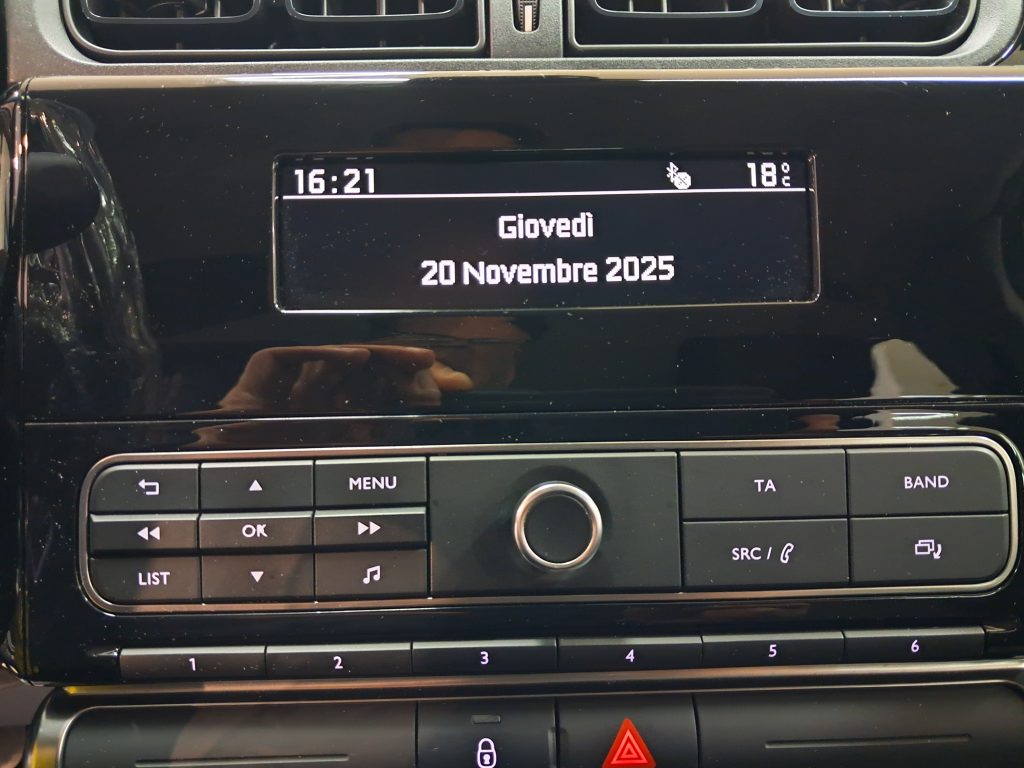 16:21 18°C
Giovedì
20 Novembre 2025
MENU
TA
BAND
OK
LIST
SRC /
1 2 3 4 5 6